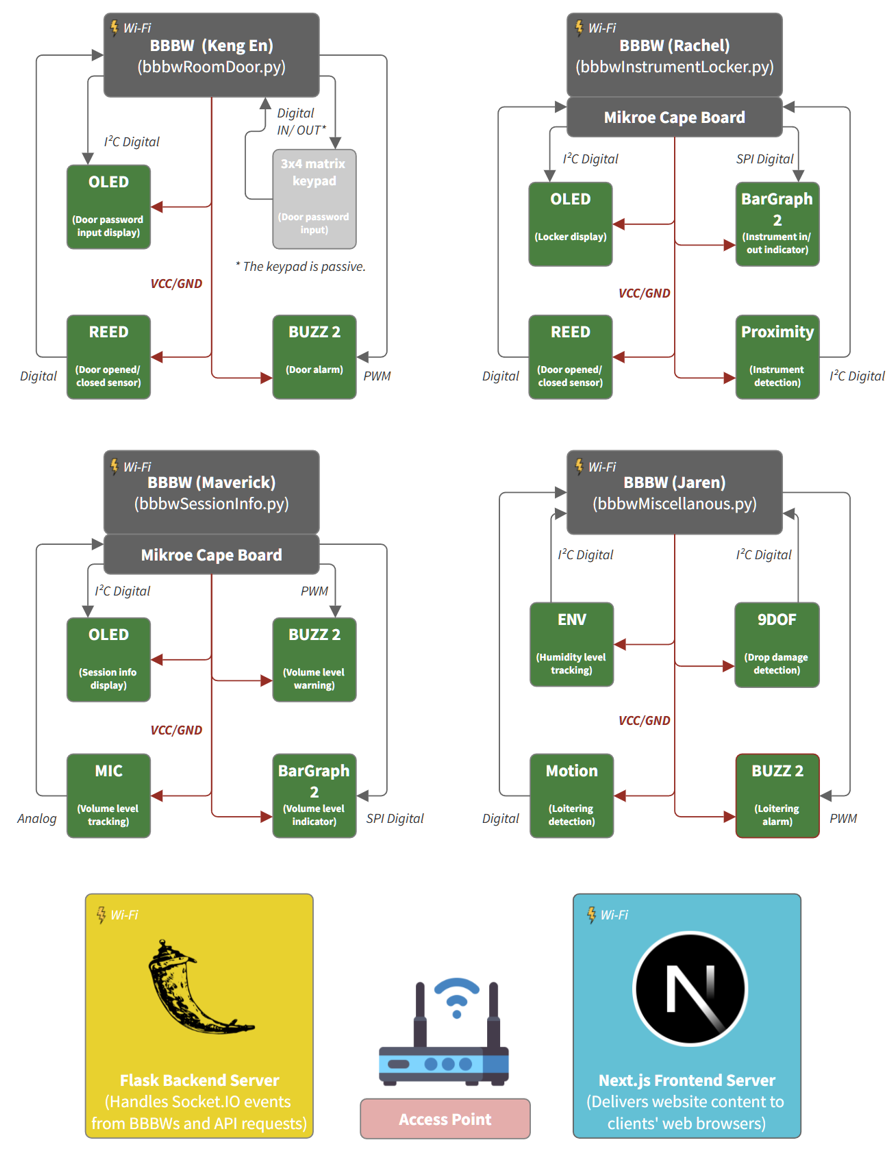 Wi-Fi
BBBW (Keng En)
(bbbwRoomDoor.py)
I²C Digital
Digital
IN/ OUT*
OLED
(Door password
input display)
3x4 matrix
keypad
(Door password
input)
* The keypad is passive.
VCC/GND
REED
(Door opened/
closed sensor)
Digital
BUZZ 2
(Door alarm)
PWM
Wi-Fi
BBBW (Rachel)
(bbbwInstrumentLocker.py)
Mikroe Cape Board
I²C Digital
SPI Digital
OLED
(Locker display)
BarGraph
2
(Instrument in/
out indicator)
VCC/GND
REED
(Door opened/
closed sensor)
Digital
Proximity
(Instrument
detection)
I²C Digital
Wi-Fi
BBBW (Maverick)
(bbbwSessionInfo.py)
Mikroe Cape Board
I²C Digital
PWM
OLED
(Session info
display)
BUZZ 2
(Volume level
warning)
VCC/GND
MIC
(Volume level
tracking)
Analog
BarGraph
2
(Volume level
indicator)
SPI Digital
Wi-Fi
BBBW (Jaren)
(bbbwMiscellanous.py)
I²C Digital
I²C Digital
ENV
(Humidity level
tracking)
9DOF
(Drop damage
detection)
VCC/GND
Motion
(Loitering
detection)
Digital
BUZZ 2
(Loitering
alarm)
PWM
Wi-Fi
Flask Backend Server
(Handles Socket.IO events
from BBBWs and API requests)
Access Point
Wi-Fi
N
Next.js Frontend Server
(Delivers website content to
clients' web browsers)